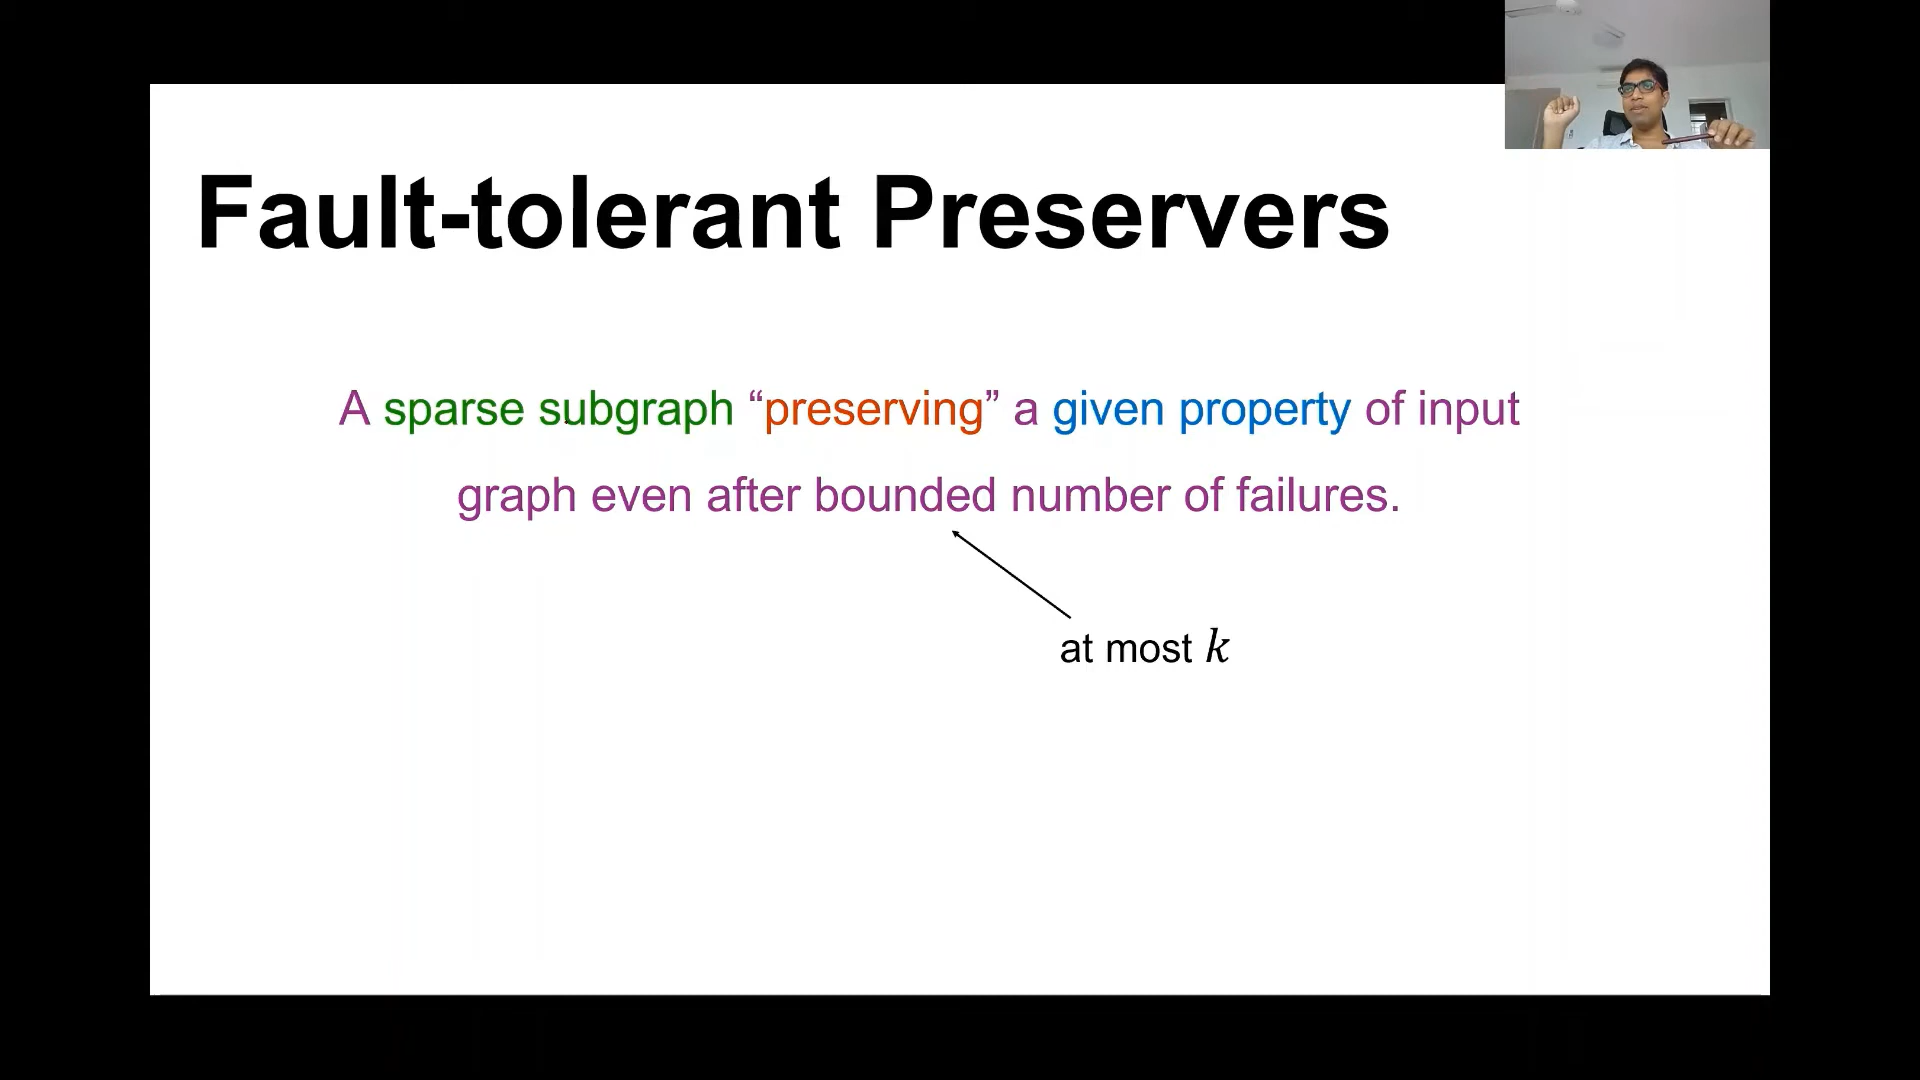 Fault-tolerant Preservers
A sparse subgraph “preserving” a given property of input
graph even after bounded number of failures.
at most k